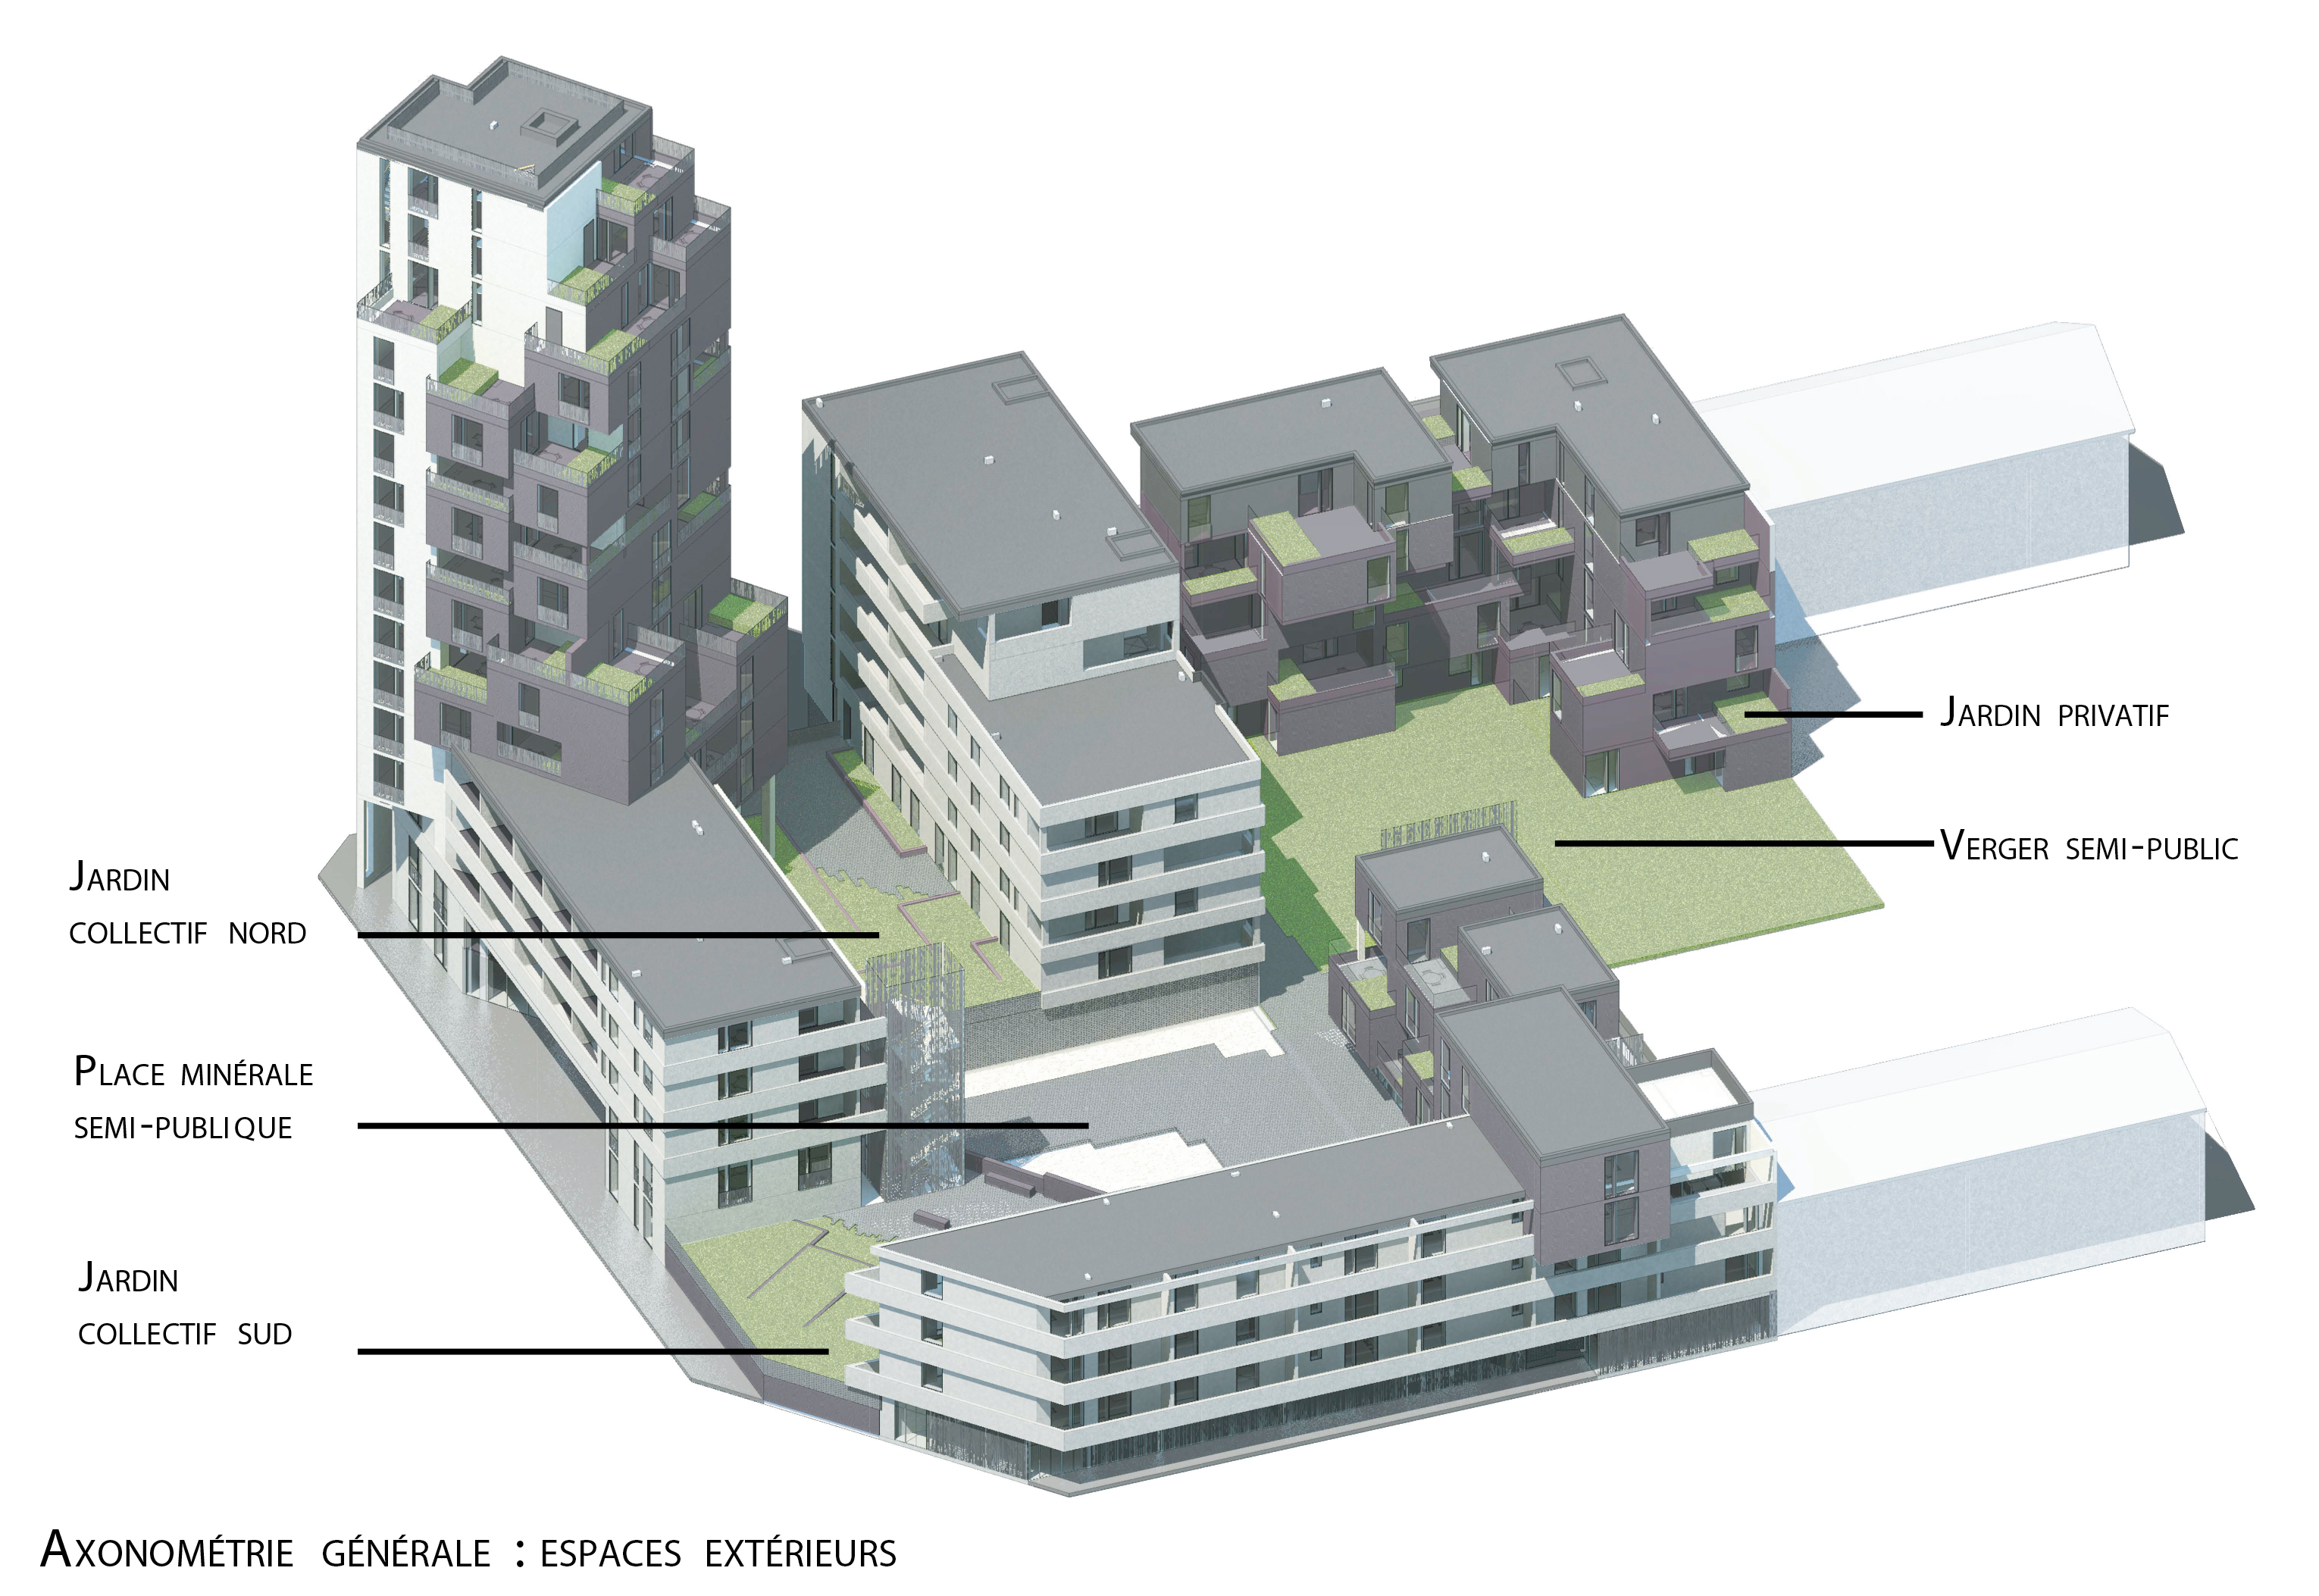 Jardin privatif
Verger semi-public
Jardin
collectif nord
Place minérale
semi-publique
Jardin
collectif sud
Axonométrie générale : espaces extérieurs